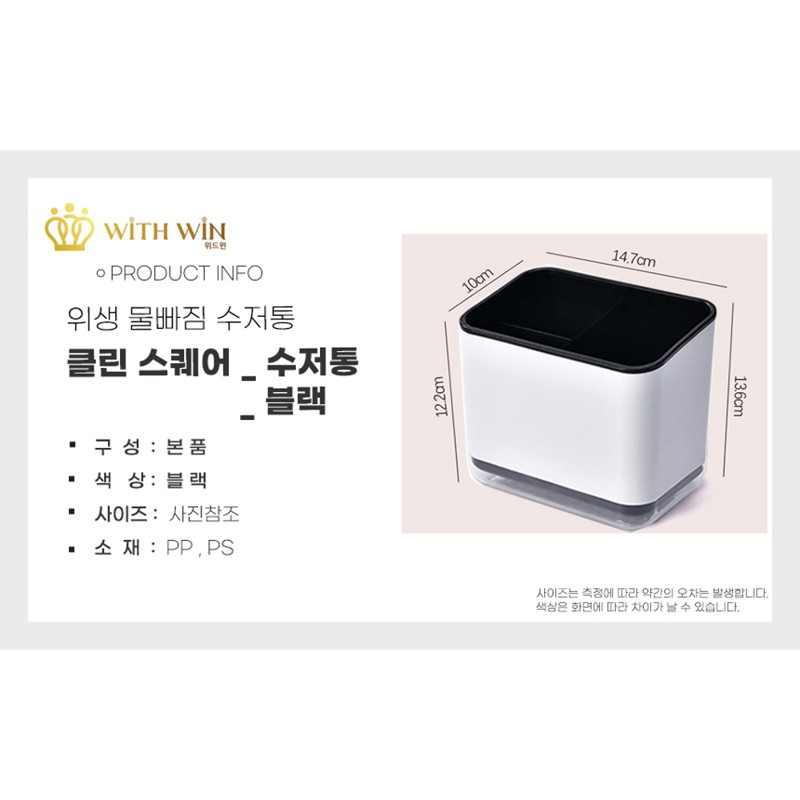 WITH WIN
위드윈
PRODUCT INFO
위생 물빠짐 수저통
클린 스퀘어 _ 수저통
_ 블랙
▪ 구 성 : 본품
▪ 색 상 : 블랙
▪ 사이즈 : 사진참조
▪ 소 재 : PP , PS
10cm
14.7cm
12.2cm
13.6cm
사이즈는 측정에 따라 약간의 오차는 발생합니다.
색상은 화면에 따라 차이가 날 수 있습니다.